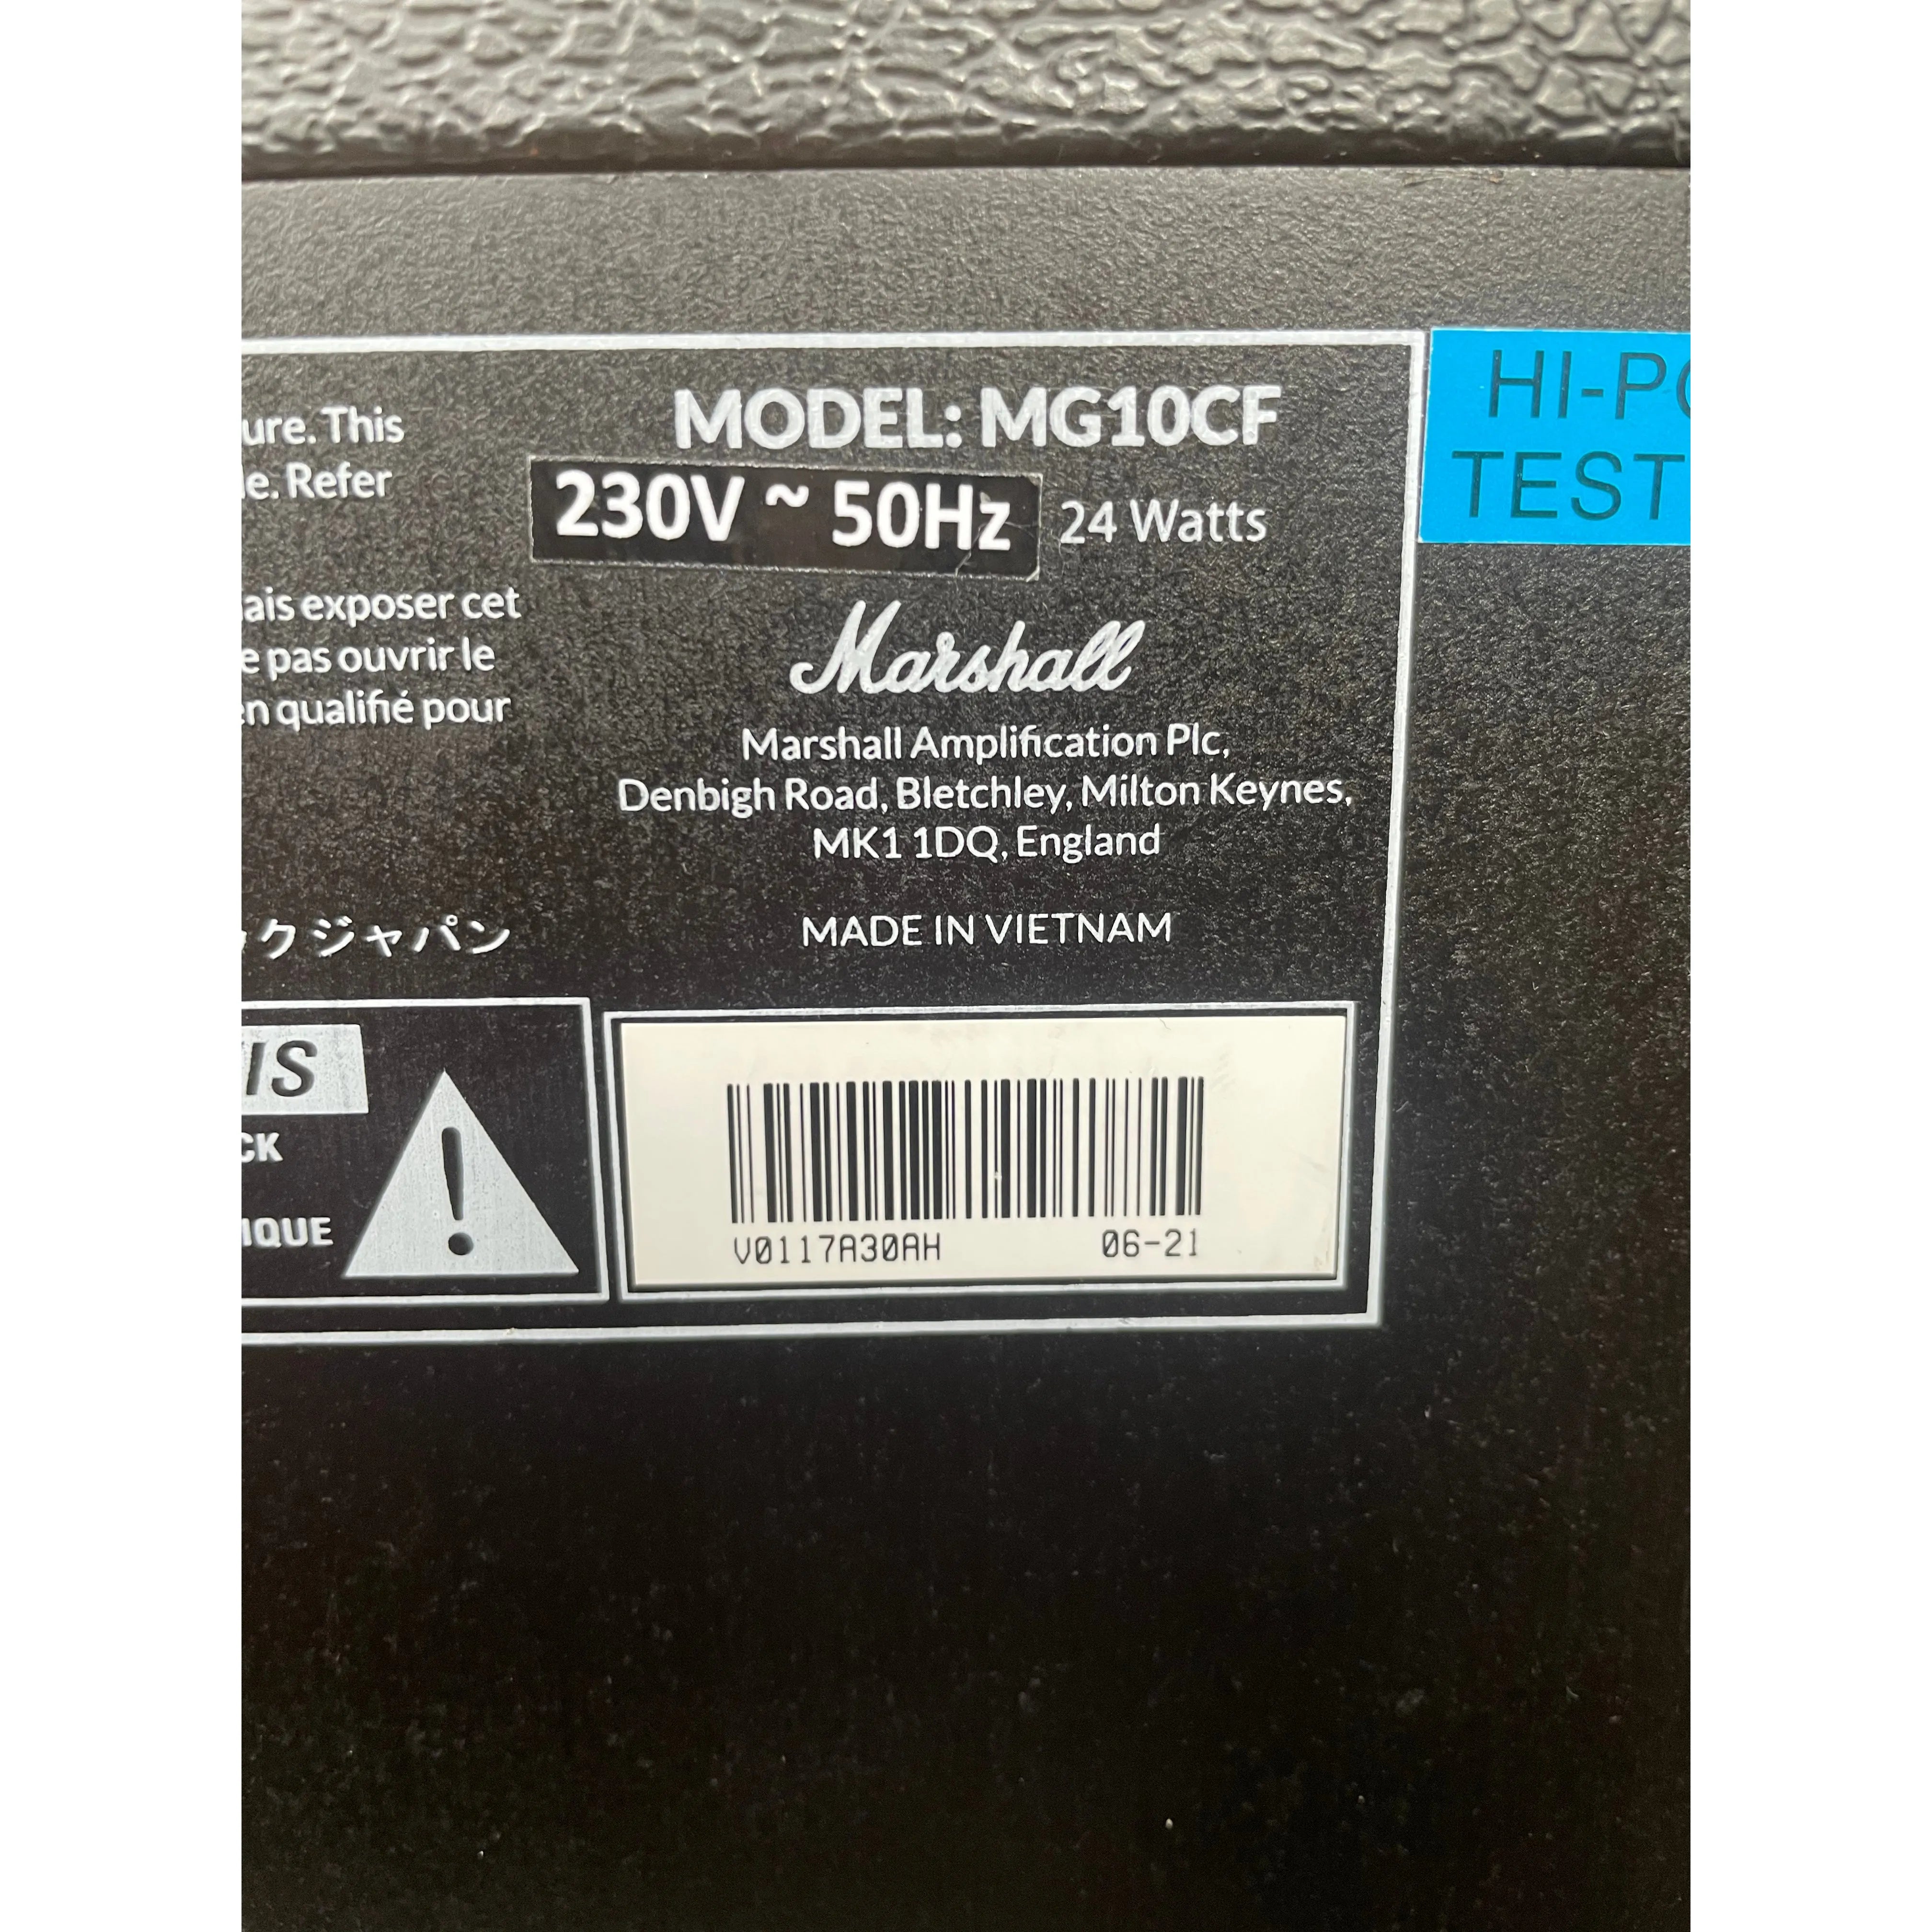 MODEL: MG10CF
230V ~ 50Hz 24 Watts
Marshall
Marshall Amplification Plc,
Denbigh Road, Bletchley, Milton Keynes,
MK1 1DQ, England
MADE IN VIETNAM
V0117A30AH 06-21
ure. This
e. Refer
ais exposer cet
e pas ouvrir le
en qualifié pour
クジャパン
IS
CK
IQUE
!
HI-PO
TEST